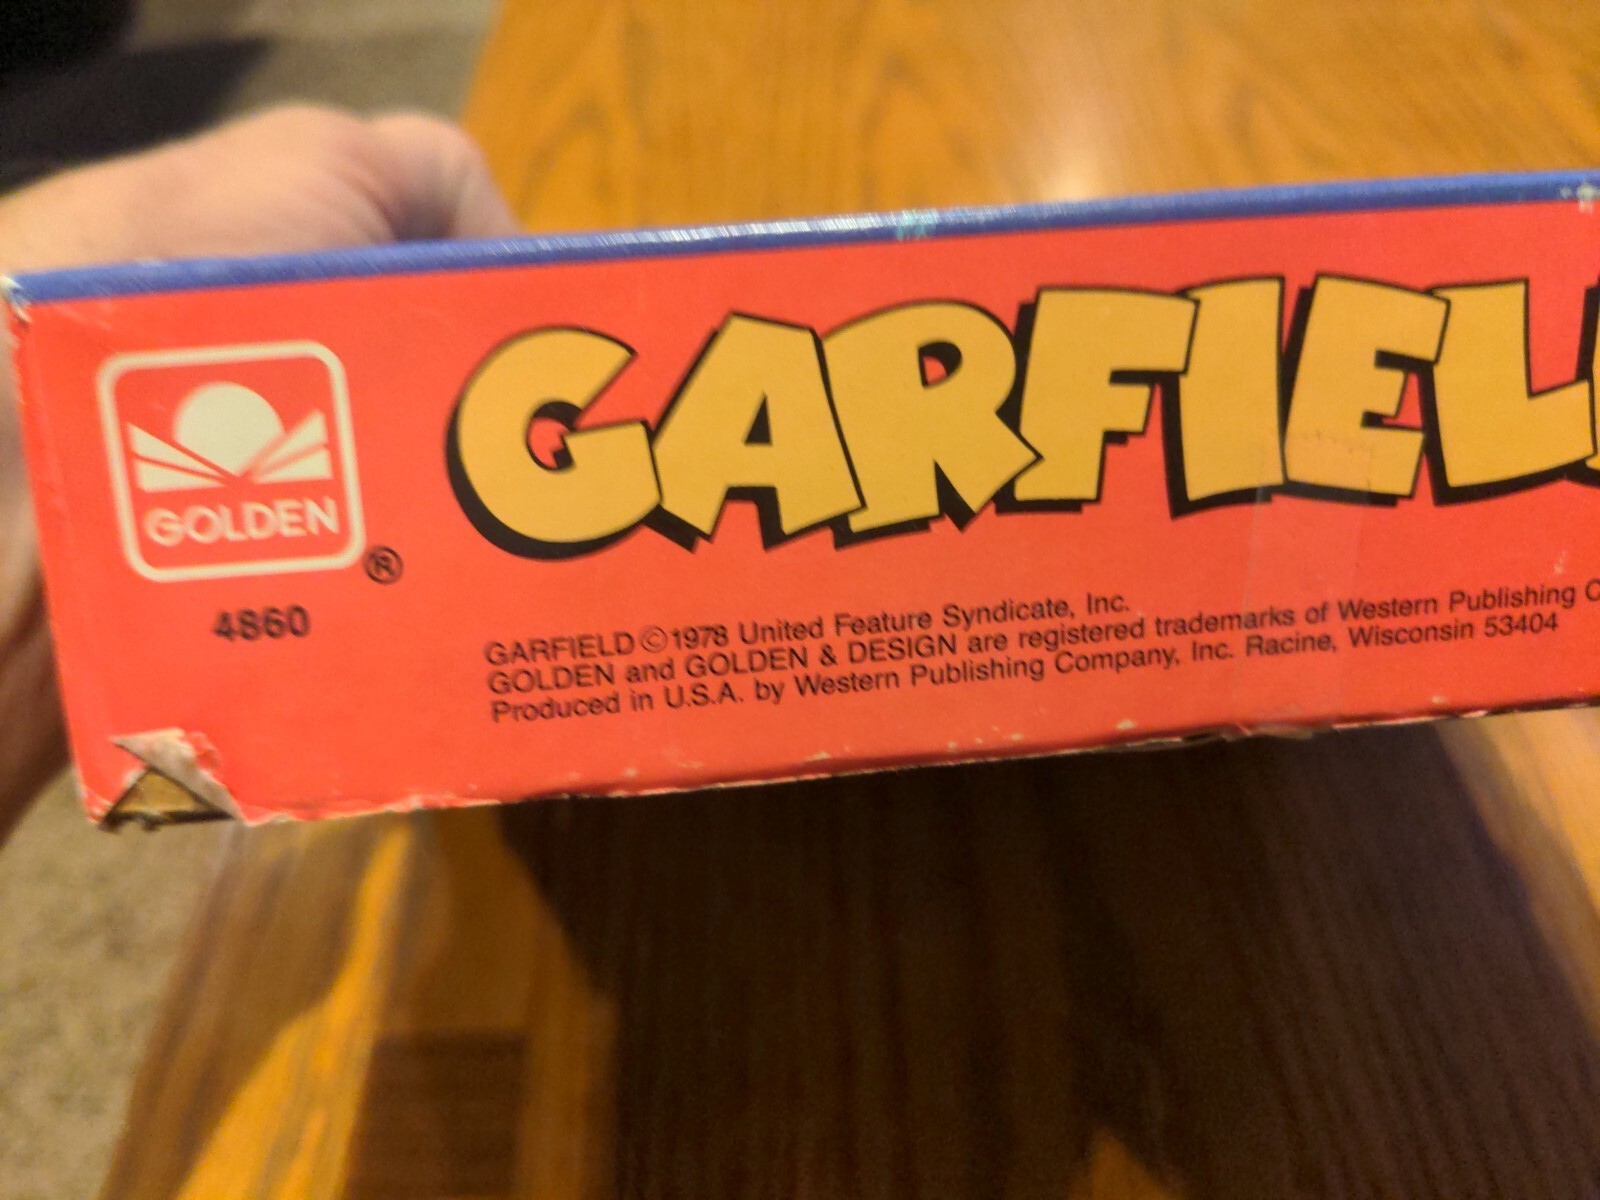 GARFIEL
GOLDEN
®
4860
GARFIELD © 1978 United Feature Syndicate, Inc.
GOLDEN and GOLDEN & DESIGN are registered trademarks of Western Publishing C
Produced in U.S.A. by Western Publishing Company, Inc. Racine, Wisconsin 53404